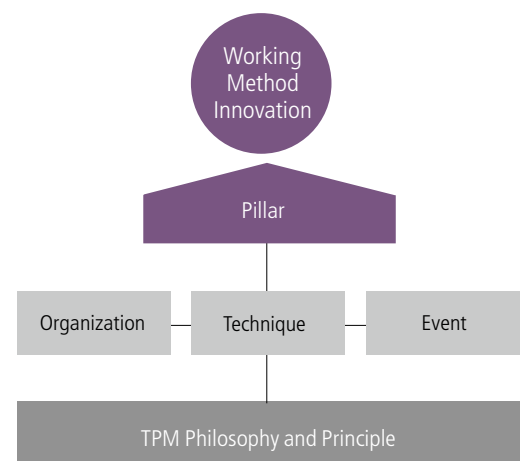 Working
Method
Innovation
Pillar
Organization
Technique
Event
TPM Philosophy and Principle